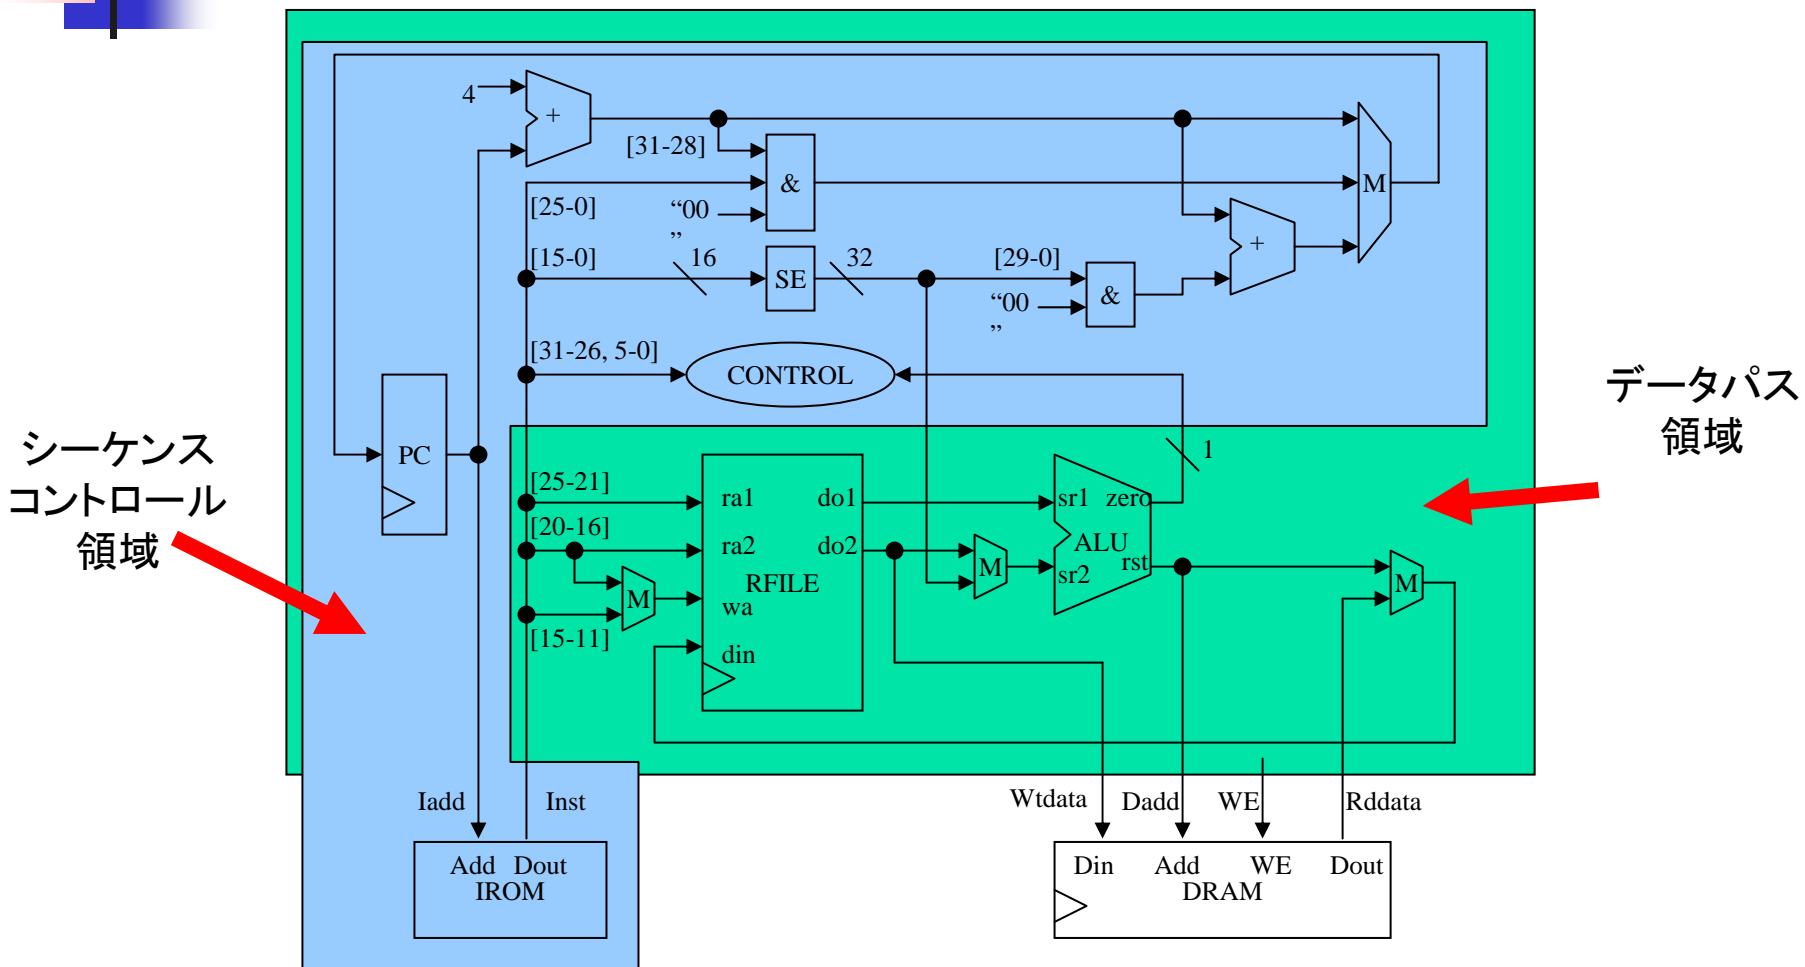 4
+
[31-28]
&
M
[25-0]
“00
”
+
[15-0]
16
SE
32
[29-0]
“00
”
&
[31-26, 5-0]
CONTROL
データパス
領域
シーケンス
コントロール
領域
PC
1
[25-21]
ra1
do1
sr1
zero
[20-16]
ra2
do2
ALU
M
sr2
rst
M
RFILE
M
wa
[15-11]
din
Iadd
Inst
Wtdata
Dadd
WE
Rddata
Add
Dout
IROM
Din
Add
WE
Dout
DRAM